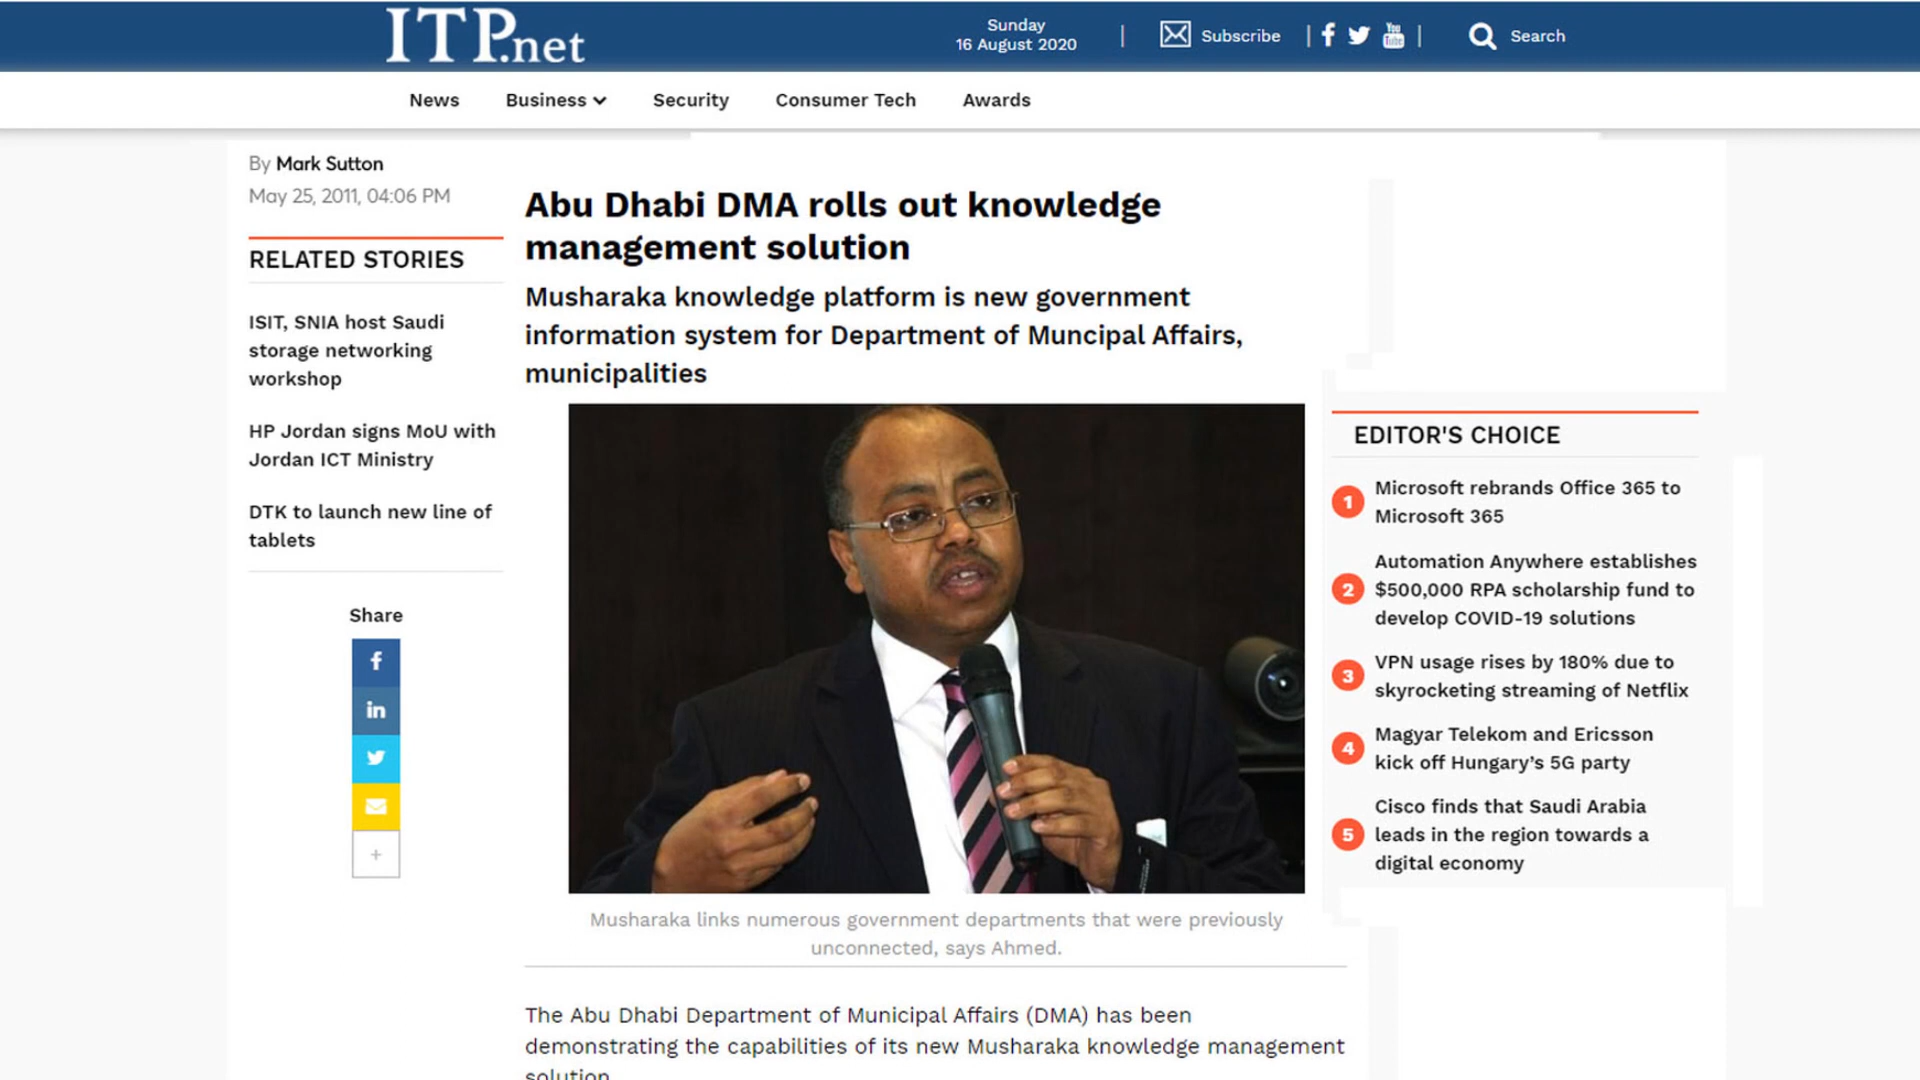 ITP.net
Sunday
16 August 2020
Subscribe
You
Tube
Search
News
Business
Security
Consumer Tech
Awards
By Mark Sutton
May 25, 2011, 04:06 PM
RELATED STORIES
ISIT, SNIA host Saudi
storage networking
workshop
HP Jordan signs MoU with
Jordan ICT Ministry
DTK to launch new line of
tablets
Share
Abu Dhabi DMA rolls out knowledge
management solution
Musharaka knowledge platform is new government
information system for Department of Muncipal Affairs,
municipalities
Musharaka links numerous government departments that were previously
unconnected, says Ahmed.
The Abu Dhabi Department of Municipal Affairs (DMA) has been
demonstrating the capabilities of its new Musharaka knowledge management
solution
EDITOR'S CHOICE
1
Microsoft rebrands Office 365 to
Microsoft 365
2
Automation Anywhere establishes
$500,000 RPA scholarship fund to
develop COVID-19 solutions
3
VPN usage rises by 180% due to
skyrocketing streaming of Netflix
4
Magyar Telekom and Ericsson
kick off Hungary’s 5G party
5
Cisco finds that Saudi Arabia
leads in the region towards a
digital economy